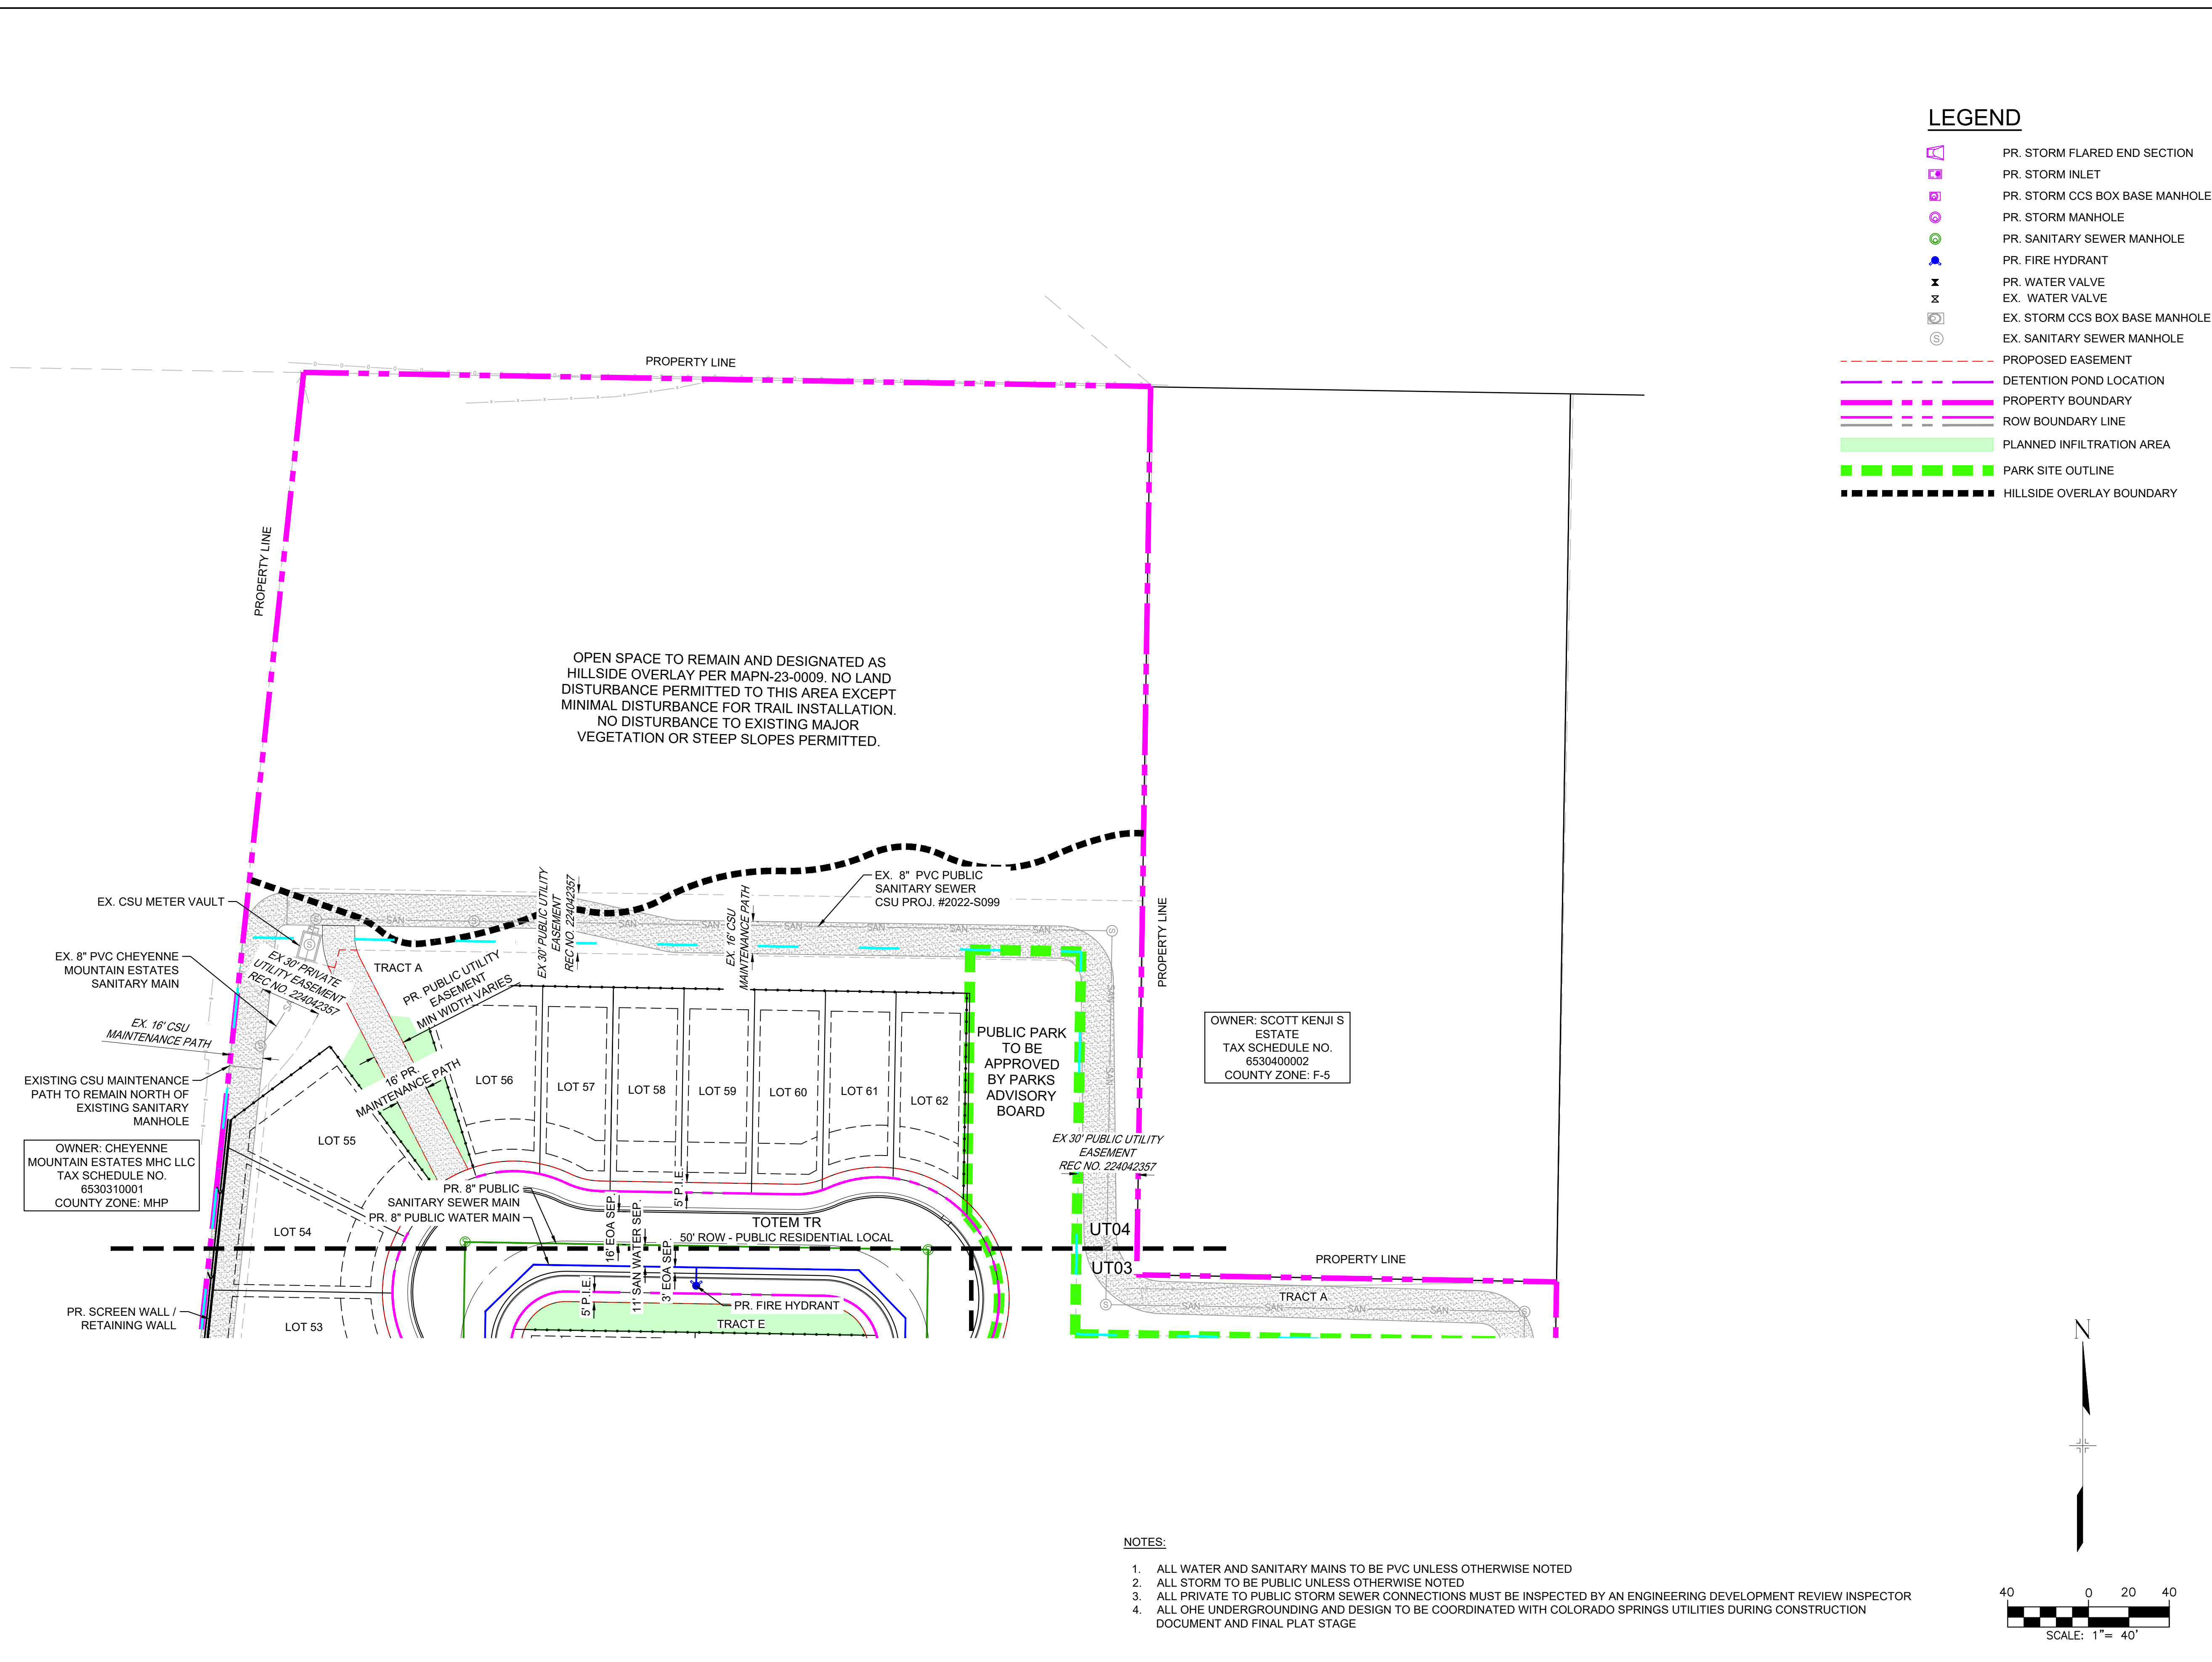 LEGEND
PR. STORM FLARED END SECTION
PR. STORM INLET
PR. STORM CCS BOX BASE MANHOLE
PR. STORM MANHOLE
PR. SANITARY SEWER MANHOLE
PR. FIRE HYDRANT
PR. WATER VALVE
EX. WATER VALVE
EX. STORM CCS BOX BASE MANHOLE
S
EX. SANITARY SEWER MANHOLE
PROPOSED EASEMENT
DETENTION POND LOCATION
PROPERTY BOUNDARY
ROW BOUNDARY LINE
PLANNED INFILTRATION AREA
PARK SITE OUTLINE
HILLSIDE OVERLAY BOUNDARY
PROPERTY LINE
PROPERTY LINE
OPEN SPACE TO REMAIN AND DESIGNATED AS
HILLSIDE OVERLAY PER MAPN-23-0009. NO LAND
DISTURBANCE PERMITTED TO THIS AREA EXCEPT
MINIMAL DISTURBANCE FOR TRAIL INSTALLATION.
NO DISTURBANCE TO EXISTING MAJOR
VEGETATION OR STEEP SLOPES PERMITTED.
EX. CSU METER VAULT
EX. 8" PVC CHEYENNE
MOUNTAIN ESTATES
SANITARY MAIN
EX. 16' CSU
MAINTENANCE PATH
EXISTING CSU MAINTENANCE
PATH TO REMAIN NORTH OF
EXISTING SANITARY
MANHOLE
OWNER: CHEYENNE
MOUNTAIN ESTATES MHC LLC
TAX SCHEDULE NO.
6530310001
COUNTY ZONE: MHP
PR. SCREEN WALL /
RETAINING WALL
EX 30' PRIVATE
UTILITY EASEMENT
REC NO. 224042357
TRACT A
PR. PUBLIC UTILITY
EASEMENT
MIN WIDTH VARIES
16' PR.
MAINTENANCE PATH
EX 30' PUBLIC UTILITY
EASEMENT
REC NO. 224042357
EX. 16' CSU
MAINTENANCE PATH
EX. 8" PVC PUBLIC
SANITARY SEWER
CSU PROJ. #2022-S099
SAN
SAN
SAN
SAN
SAN
SAN
SAN
PROPERTY LINE
LOT 56
LOT 57
LOT 58
LOT 59
LOT 60
LOT 61
LOT 62
LOT 55
LOT 54
LOT 53
PUBLIC PARK
TO BE
APPROVED
BY PARKS
ADVISORY
BOARD
SAN
SAN
SAN
EX 30' PUBLIC UTILITY
EASEMENT
REC NO. 224042357
OWNER: SCOTT KENJI S
ESTATE
TAX SCHEDULE NO.
6530400002
COUNTY ZONE: F-5
PR. 8" PUBLIC
SANITARY SEWER MAIN
PR. 8" PUBLIC WATER MAIN
16' EOA SEP.
11' SAN WATER SEP.
3' EOA SEP.
5' P.I.E.
5' P.I.E.
TOTEM TR
50' ROW - PUBLIC RESIDENTIAL LOCAL
PR. FIRE HYDRANT
TRACT E
UT04
UT03
PROPERTY LINE
TRACT A
SAN
SAN
SAN
SAN
N
NOTES:
1. ALL WATER AND SANITARY MAINS TO BE PVC UNLESS OTHERWISE NOTED
2. ALL STORM TO BE PUBLIC UNLESS OTHERWISE NOTED
3. ALL PRIVATE TO PUBLIC STORM SEWER CONNECTIONS MUST BE INSPECTED BY AN ENGINEERING DEVELOPMENT REVIEW INSPECTOR
4. ALL OHE UNDERGROUNDING AND DESIGN TO BE COORDINATED WITH COLORADO SPRINGS UTILITIES DURING CONSTRUCTION
DOCUMENT AND FINAL PLAT STAGE
40 0 20 40
SCALE: 1"= 40'